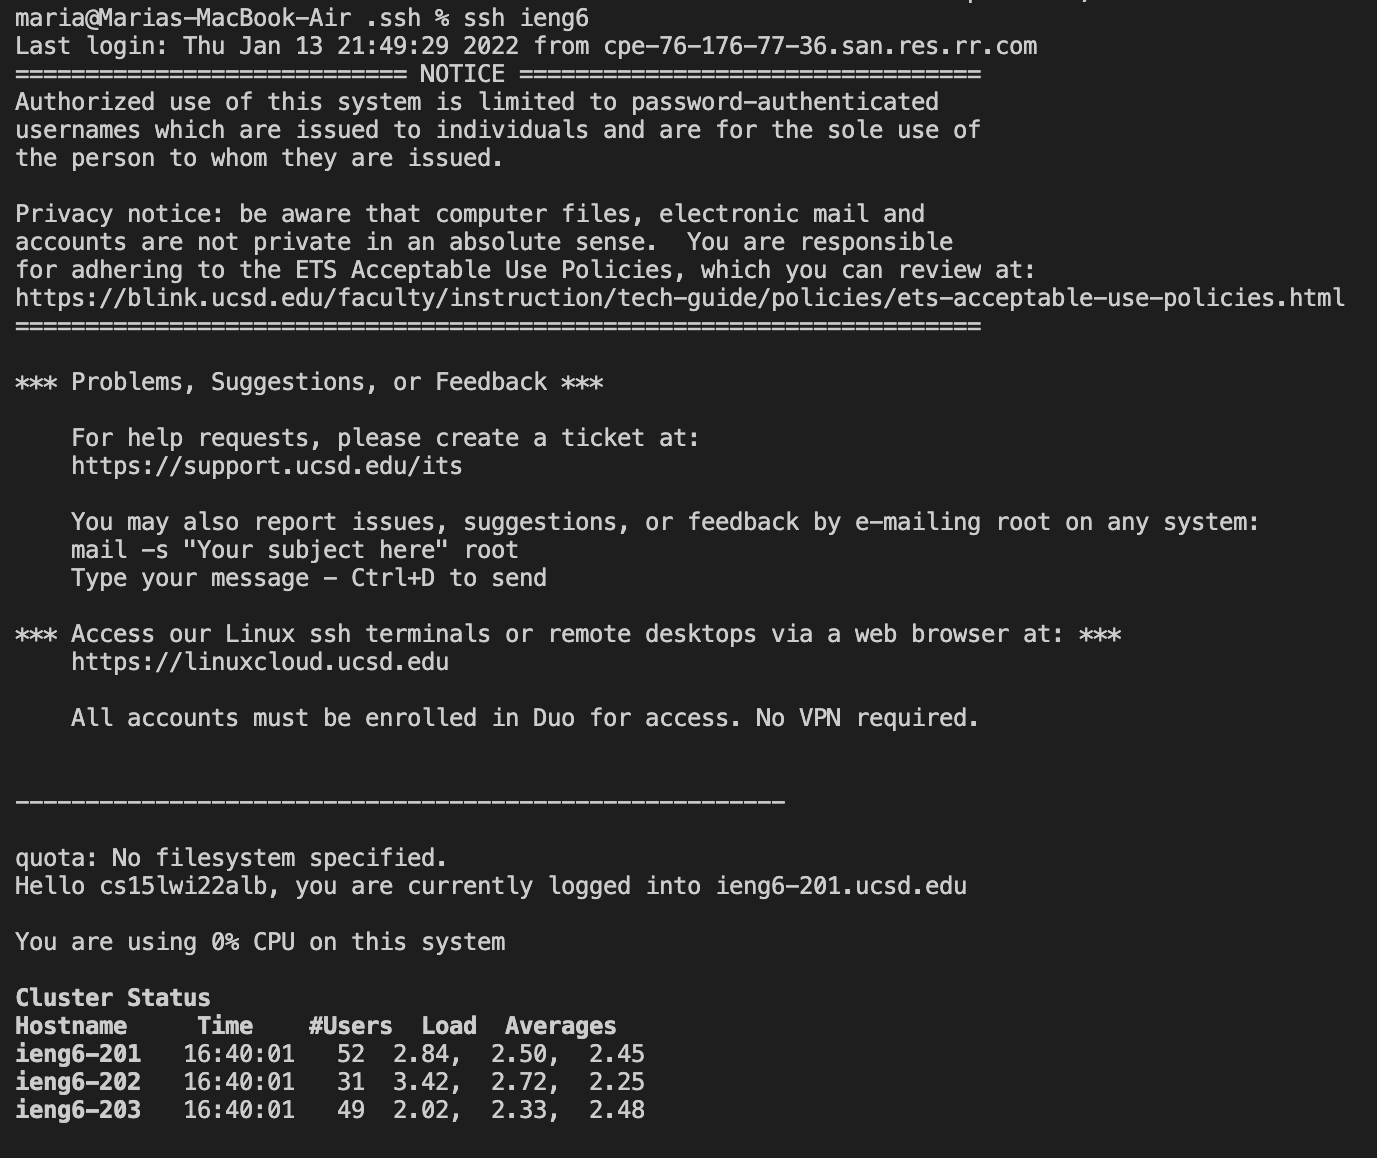 maria@Marias-MacBook-Air .ssh % ssh ieng6
Last login: Thu Jan 13 21:49:29 2022 from cpe-76-176-77-36.san.res.rr.com
============================ NOTICE =================================
Authorized use of this system is limited to password-authenticated
usernames which are issued to individuals and are for the sole use of
the person to whom they are issued.

Privacy notice: be aware that computer files, electronic mail and
accounts are not private in an absolute sense.  You are responsible
for adhering to the ETS Acceptable Use Policies, which you can review at:
https://blink.ucsd.edu/faculty/instruction/tech-guide/policies/ets-acceptable-use-policies.html
=====================================================================

*** Problems, Suggestions, or Feedback ***

    For help requests, please create a ticket at:
    https://support.ucsd.edu/its

    You may also report issues, suggestions, or feedback by e-mailing root on any system:
    mail -s "Your subject here" root
    Type your message - Ctrl+D to send

*** Access our Linux ssh terminals or remote desktops via a web browser at: ***
    https://linuxcloud.ucsd.edu

    All accounts must be enrolled in Duo for access. No VPN required.


-------------------------------------------------------

quota: No filesystem specified.
Hello cs15lwi22alb, you are currently logged into ieng6-201.ucsd.edu

You are using 0% CPU on this system

Cluster Status
Hostname     Time    #Users  Load  Averages
ieng6-201   16:40:01   52  2.84,  2.50,  2.45
ieng6-202   16:40:01   31  3.42,  2.72,  2.25
ieng6-203   16:40:01   49  2.02,  2.33,  2.48